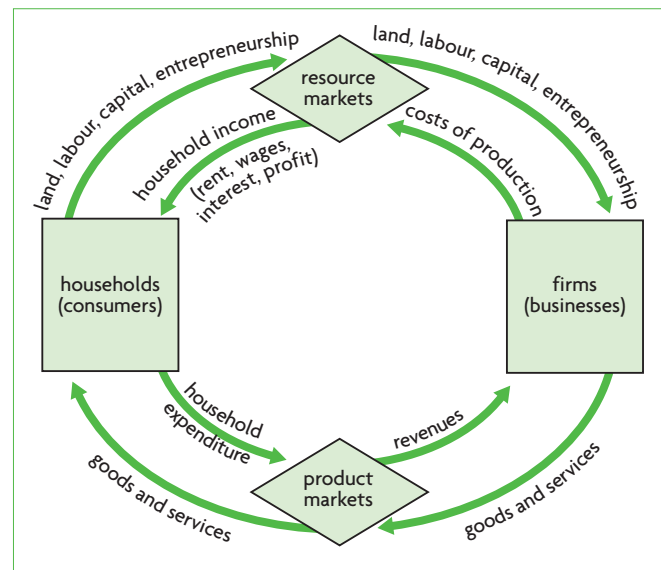 land, labour, capital, entrepreneurship
land, labour, capital, entrepreneurship
resource
markets
household income
(rent, wages,
interest, profit)
costs of production
households
(consumers)
firms
(businesses)
household
expenditure
revenues
product
markets
goods and services
goods and services